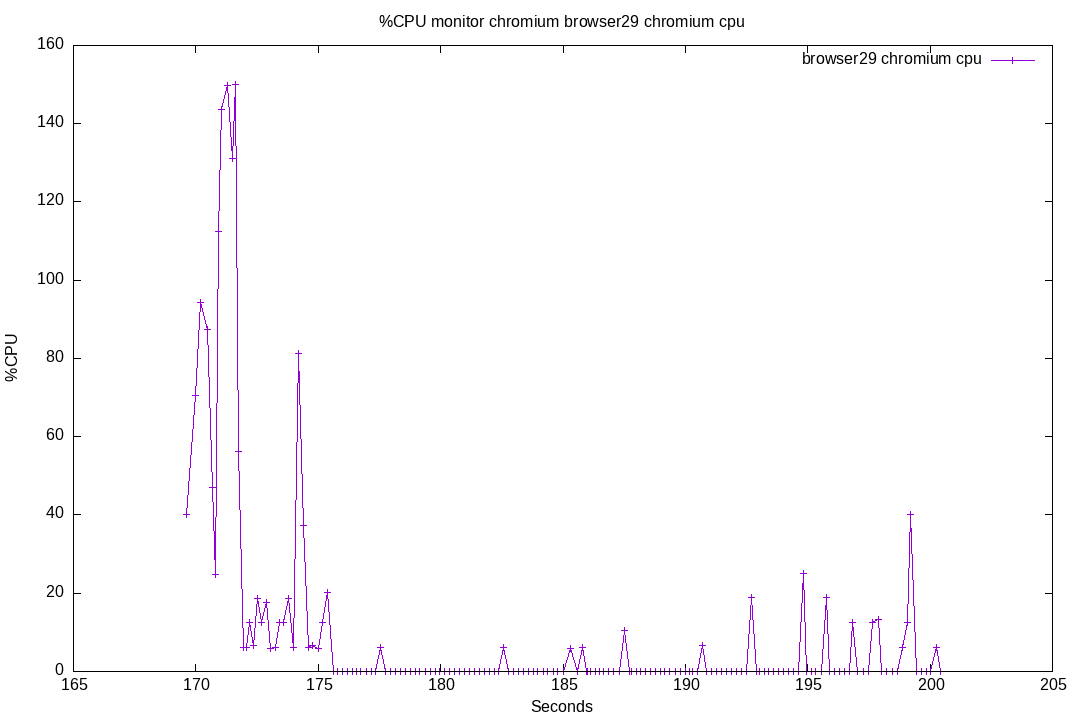 %CPU monitor chromium browser29 chromium cpu
browser29 chromium cpu
160
140
120
100
80
60
40
20
0
%CPU
165 170 175 180 185 190 195 200 205
Seconds